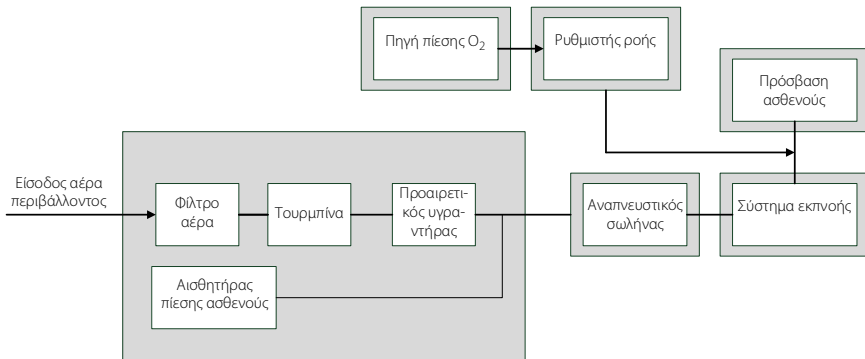 Πηγή πίεσης O₂
Ρυθμιστής ροής
Πρόσβαση
ασθενούς
Είσοδος αέρα
περιβάλλοντος
Φίλτρο
αέρα
Τουρμπίνα
Προαιρετ-
κός υγρα-
ντήρας
Αναπνευστικός
σωλήνας
Σύστημα εκπνοής
Αισθητήρας
πίεσης ασθενούς